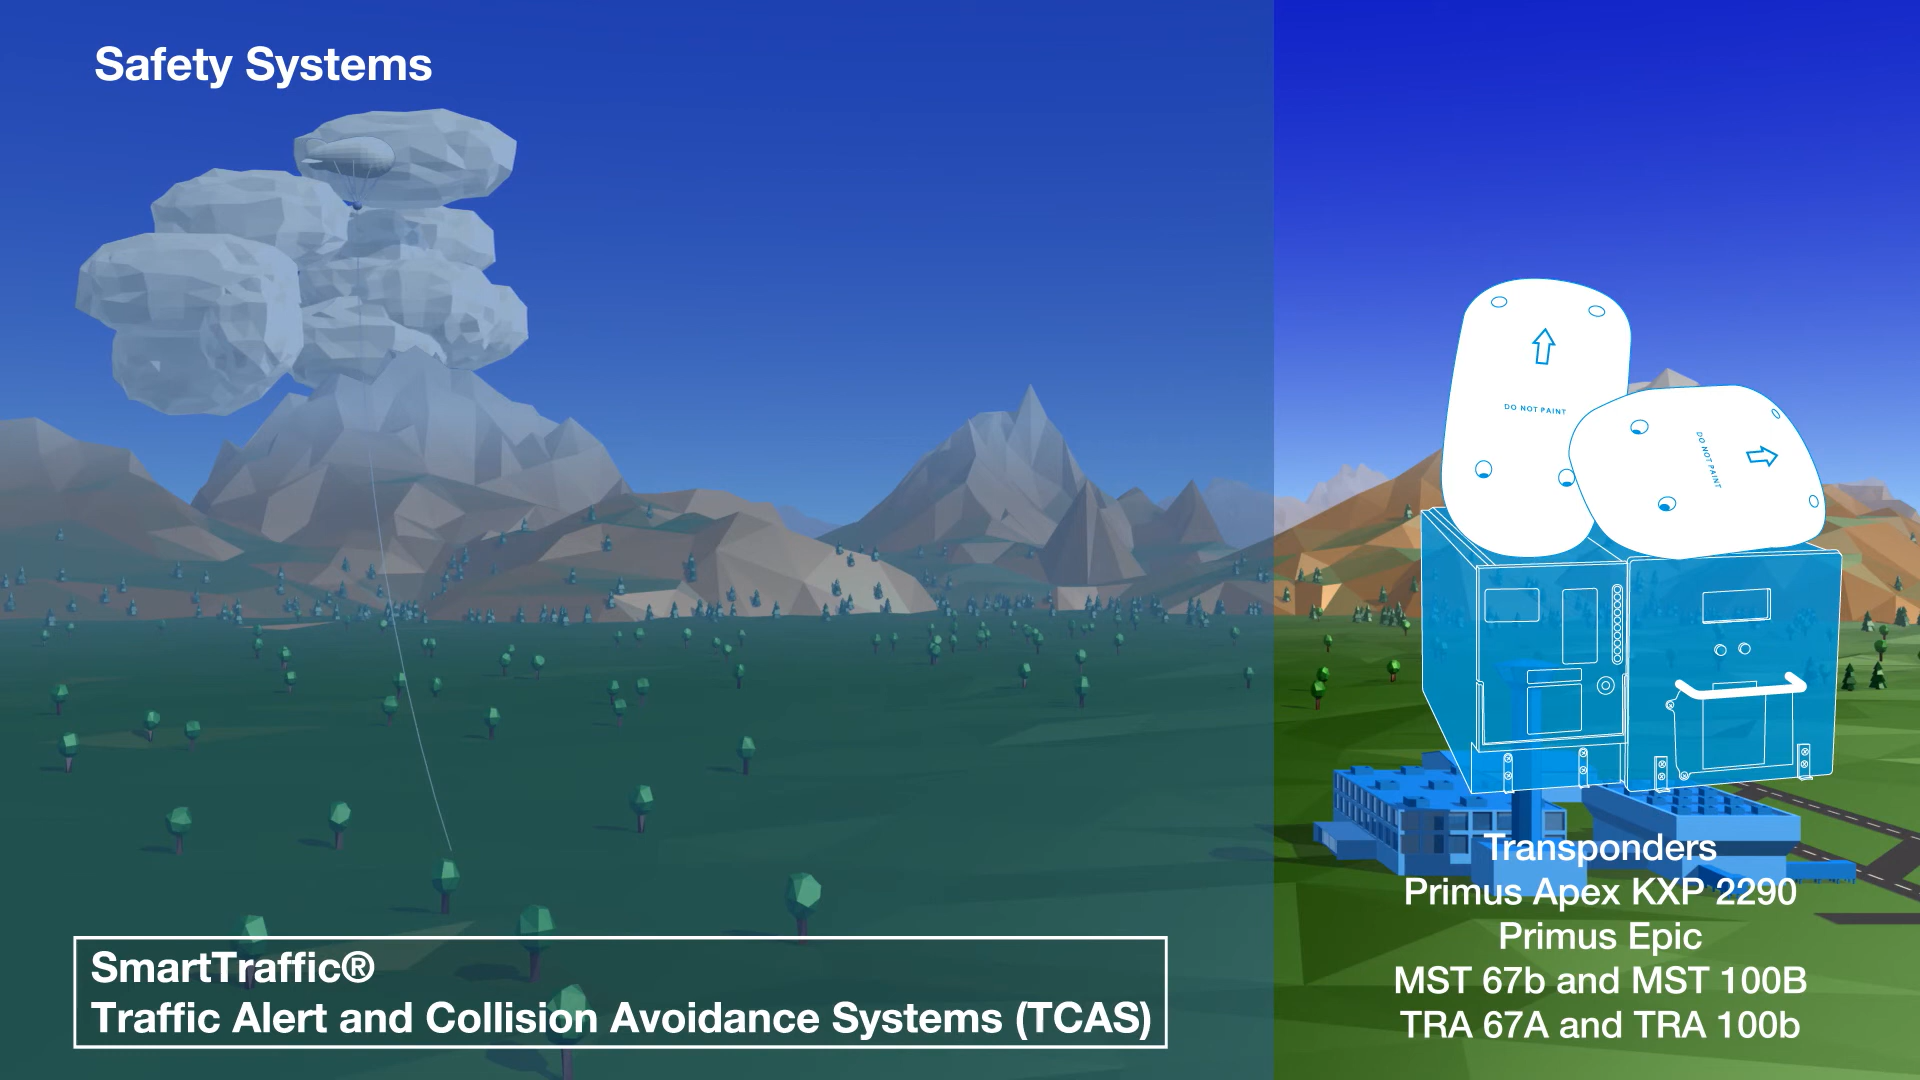 Safety Systems
DO NOT PAINT
DO NOT PAINT
SmartTraffic®
Traffic Alert and Collision Avoidance Systems (TCAS)
Transponders
Primus Apex KXP 2290
Primus Epic
MST 67b and MST 100B
TRA 67A and TRA 100b